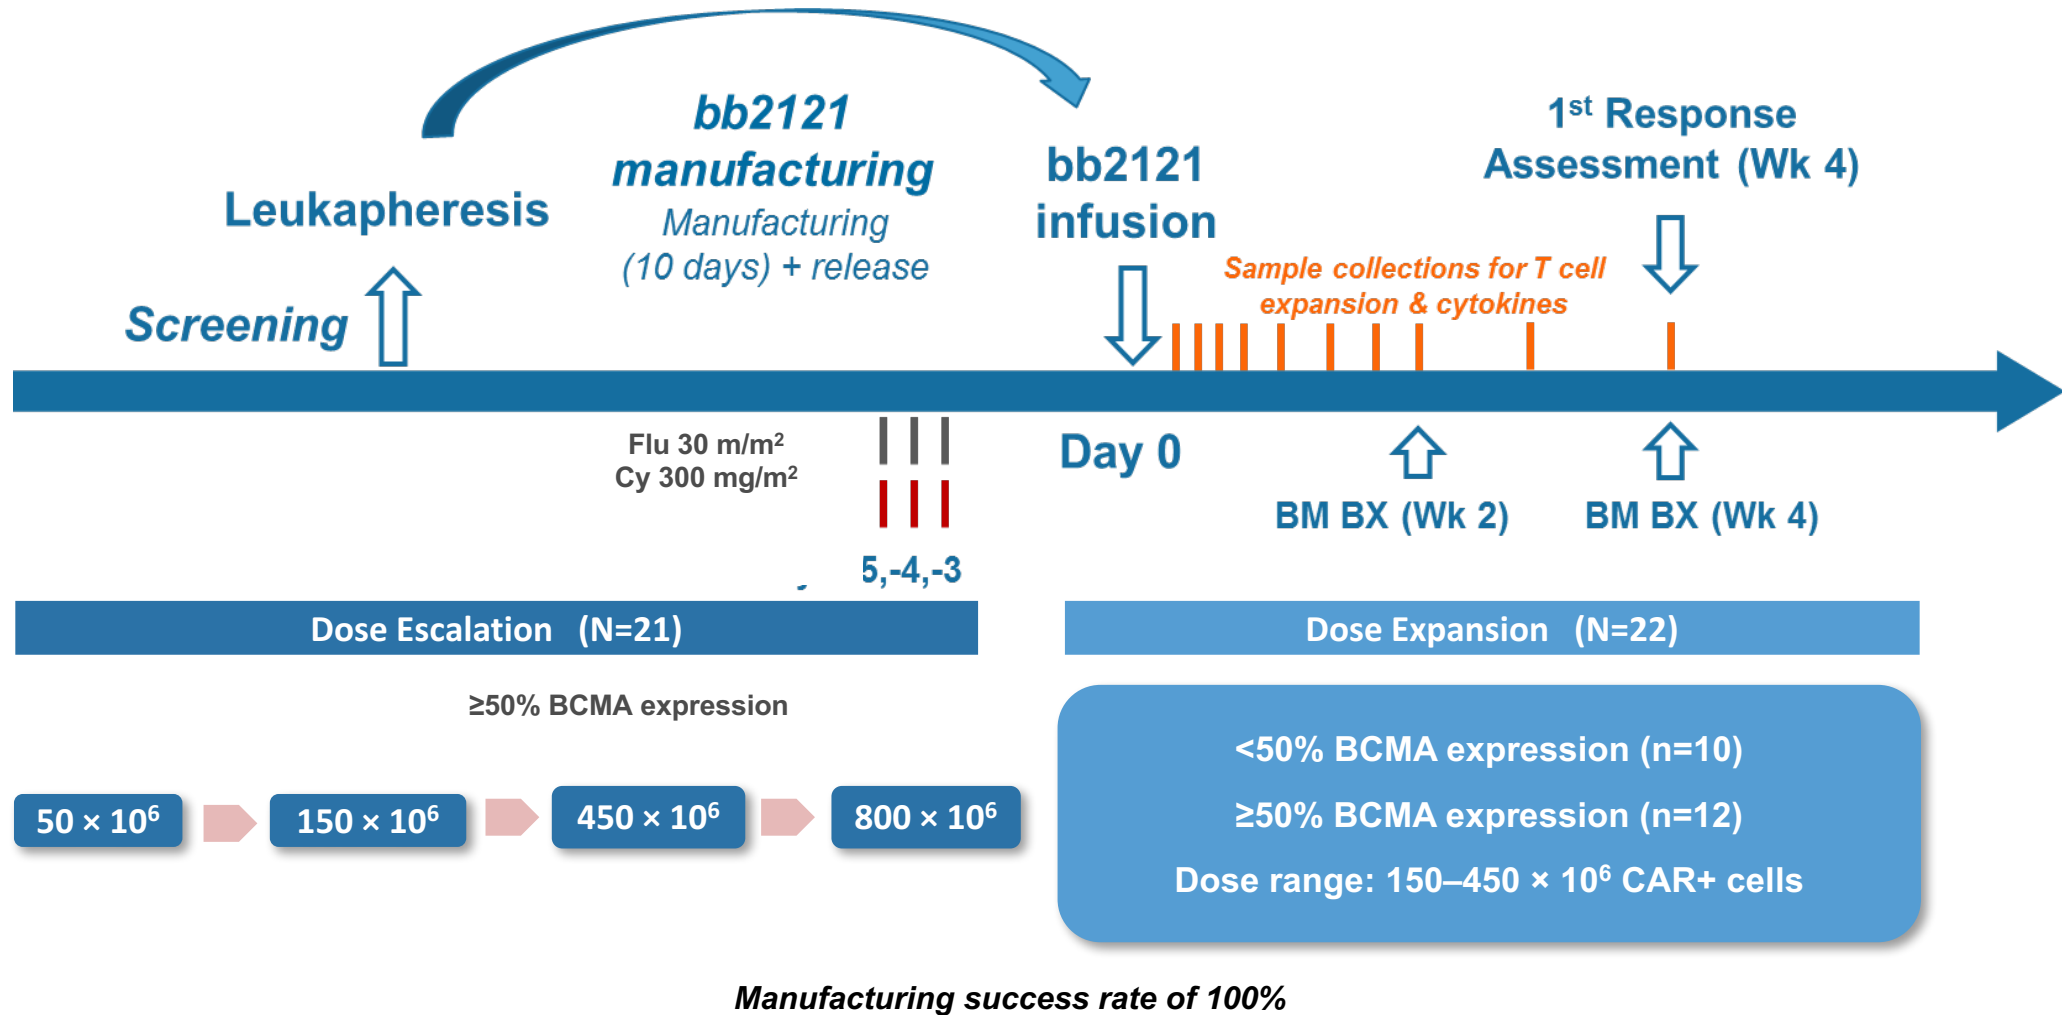 bb2121
manufacturing
Manufacturing
(10 days) + release
Leukapheresis
Screening
bb2121
infusion
1st Response
Assessment (Wk 4)
Sample collections for T cell
expansion & cytokines
Flu 30 m/m²
Cy 300 mg/m²
5,-4,-3
Day 0
BM BX (Wk 2)
BM BX (Wk 4)
Dose Escalation (N=21)
Dose Expansion (N=22)
≥50% BCMA expression
50 × 10⁶
150 × 10⁶
450 × 10⁶
800 × 10⁶
<50% BCMA expression (n=10)
≥50% BCMA expression (n=12)
Dose range: 150–450 × 10⁶ CAR+ cells
Manufacturing success rate of 100%